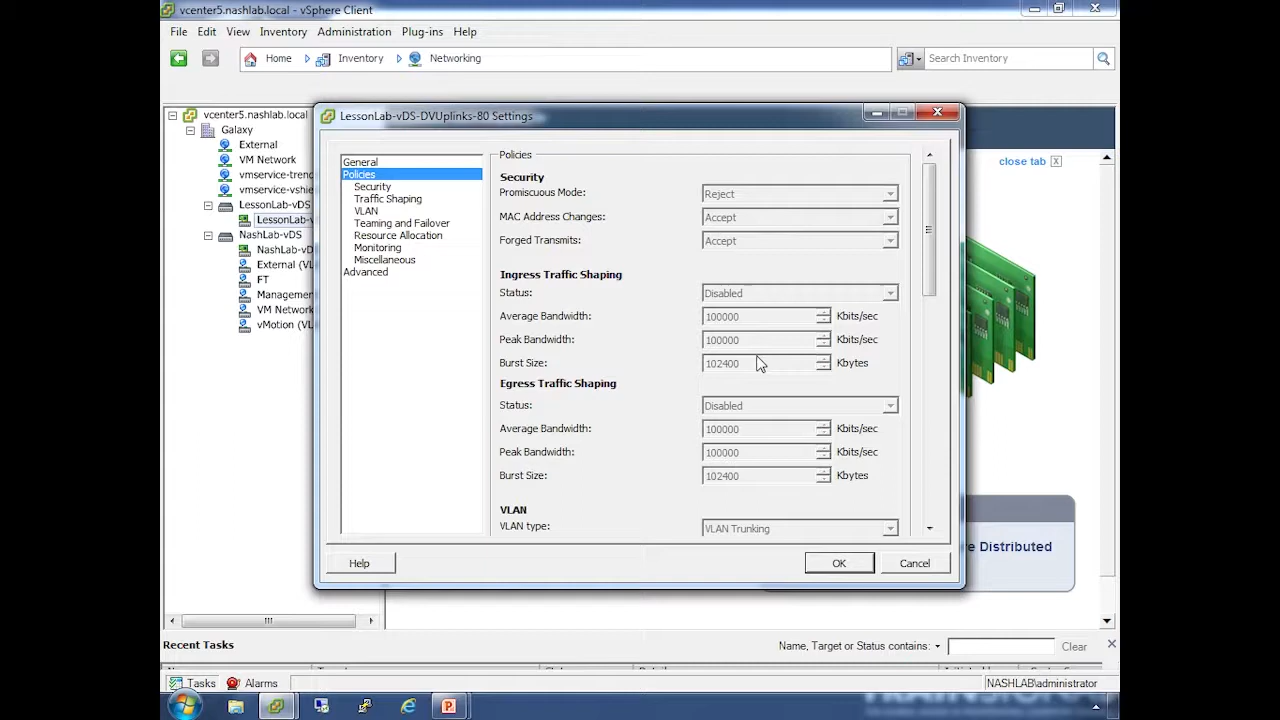 vcenter5.nashlab.local - vSphere Client
File Edit View Inventory Administration Plug-ins Help
Home Inventory Networking Search Inventory
vcenter5.nashlab.local
Galaxy
External
VM Network
vmservice-tren
vmservice-vshie
LessonLab-vDS
LessonLab-v
NashLab-vDS
NashLab-vD
External (VL
FT
Manageme
VM Netw
vMotion (VL
close tab X
LessonLab-vDS-DVUplinks-80 Settings
General
Policies
Security
Traffic Shaping
VLAN
Teaming and Failover
Resource Allocation
Monitoring
Miscellaneous
Advanced
Policies
Security
Promiscuous Mode: Reject
MAC Address Changes: Accept
Forged Transmits: Accept
Ingress Traffic Shaping
Status: Disabled
Average Bandwidth: 100000 Kbits/sec
Peak Bandwidth: 100000 Kbits/sec
Burst Size: 102400 Kbytes
Egress Traffic Shaping
Status: Disabled
Average Bandwidth: 100000 Kbits/sec
Peak Bandwidth: 100000 Kbits/sec
Burst Size: 102400 Kbytes
VLAN
VLAN type: VLAN Trunking
e Distributed
Help OK Cancel
Recent Tasks Name, Target or Status contains: Clear
Tasks Alarms NASHLAB\administrator